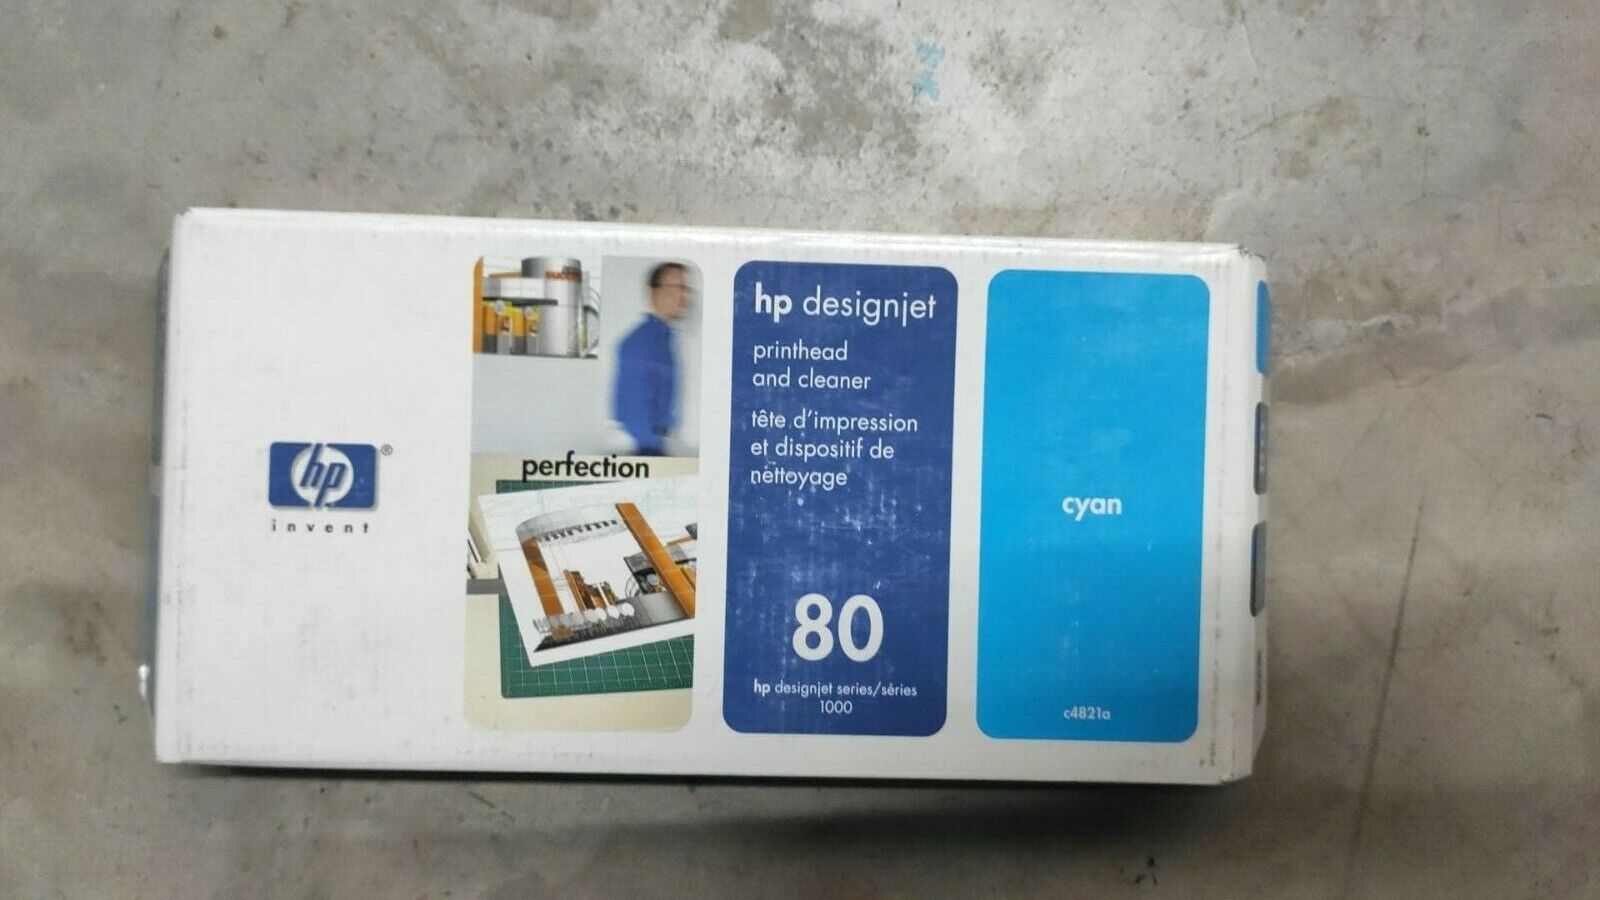 hp®
invent
perfection
hp designjet
printhead
and cleaner
tête d'impression
et dispositif de
nettoyage
80
hp designjet series/séries
1000
cyan
c4821a